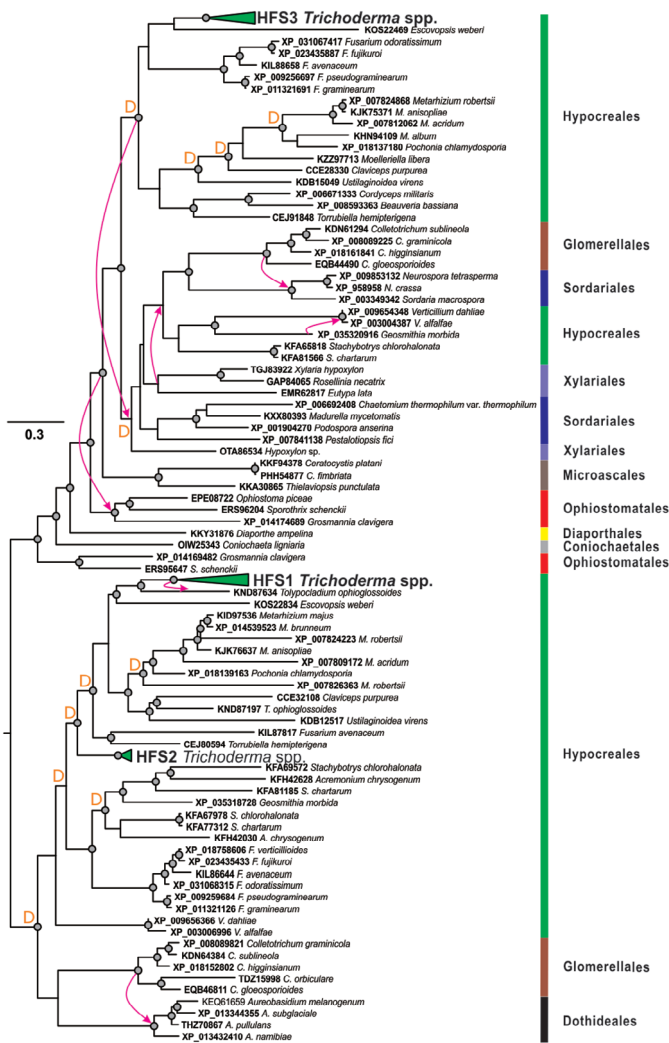 HFS3 Trichoderma spp.
KOS22469 Escovopsis weberi
XP_031067417 Fusarium odoratissimum
XP_023435887 F. fujikuroi
KIL88658 F. avenaceum
XP_009256697 F. pseudograminearum
XP_011321691 F. graminearum
XP_007824868 Metarhizium robertsii
D
KJK75371 M. anisopliae
Hypocreales
D
XP_007812062 M. acridum
KHN94109 M. album
XP_018137180 Pochonia chlamydosporia
D D
KZZ97713 Moelleriella libera
CCE28330 Claviceps purpurea
KDB15049 Ustilaginoidea virens
XP_006671333 Cordyceps militaris
XP_008593363 Beauveria bassiana
CEJ91848 Torrubiella hemipterigena
KDN61294 Colletotrichum sublineola
XP_008089225 C. graminicola
XP_018161841 C. higginsianum
Glomerellales
EQB44490 C. gloeosporioides
XP_009853132 Neurospora tetrasperma
XP_958958 N. crassa
Sordariales
XP_003349342 Sordaria macrospora
XP_009654348 Verticillium dahliae
XP_003004387 V. alfalfae
XP_035320916 Geosmithia morbida
Hypocreales
KFA65818 Stachybotrys chlorohalonata
KFA81566 S. chartarum
TGJ83922 Xylaria hypoxylon
GAP84065 Rosellinia necatrix
Xylariales
EMR62817 Eutypa lata
XP_006692408 Chaetomium thermophilum var. thermophilum
KXX80393 Madurella mycetomatis
Sordariales
D
XP_001904270 Podospora anserina
0.3
XP_007841138 Pestalotiopsis fici
OTA86534 Hypoxylon sp.
Xylariales
KKF94378 Ceratocystis platani
PHH54877 C. fimbriata
Microascales
KKA30865 Thielaviopsis punctulata
EPE08722 Ophiostoma piceae
ERS96204 Sporothrix schenckii
Ophiostomatales
XP_014174689 Grosmannia clavigera
KKY31876 Diaporthe ampelina
Diaporthales
OIW25343 Coniochaeta ligniaria
Coniochaetales
XP_014169482 Grosmannia clavigera
Ophiostomatales
ERS95647 S. schenckii
HFS1 Trichoderma spp.
KND87634 Tolypocladium ophioglossoides
KOS22834 Escovopsis weberi
KID97536 Metarhizium majus
XP_014539523 M. brunneum
XP_007824223 M. robertsii
KJK76637 M. anisopliae
D
XP_007809172 M. acridum
D
XP_018139163 Pochonia chlamydosporia
XP_007826363 M. robertsii
CCE32108 Claviceps purpurea
D
KND87197 T. ophioglossoides
KDB12517 Ustilaginoidea virens
KIL87817 Fusarium avenaceum
CEJ80594 Torrubiella hemipterigena
Hypocreales
HFS2 Trichoderma spp.
KFA69572 Stachybotrys chlorohalonata
D
KFH42628 Acremonium chrysogenum
KFA81185 S. chartarum
D
XP_035318728 Geosmithia morbida
KFA67978 S. chlorohalonata
KFA77312 S. chartarum
KFH42030 A. chrysogenum
XP_018758606 F. verticillioides
XP_023435433 F. fujikuroi
KIL86644 F. avenaceum
XP_031068315 F. odoratissimum
XP_009259684 F. pseudograminearum
XP_011321126 F. graminearum
D
XP_009656366 V. dahliae
XP_003006996 V. alfalfae
XP_008089821 Colletotrichum graminicola
KDN64384 C. sublineola
XP_018152802 C. higginsianum
Glomerellales
TDZ15998 C. orbiculare
EQB46811 C. gloeosporioides
KEQ61659 Aureobasidium melanogenum
XP_013344355 A. subglaciale
THZ70867 A. pullulans
Dothideales
XP_013432410 A. namibiae